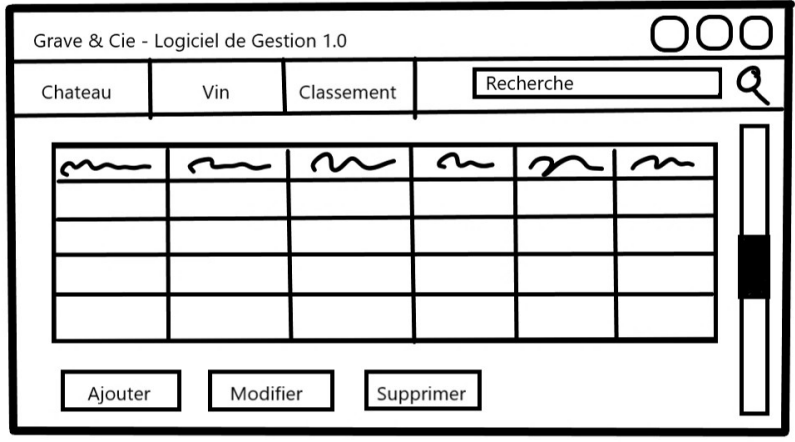 Grave & Cie - Logiciel de Gestion 1.0
Chateau Vin Classement Recherche
Ajouter Modifier Supprimer